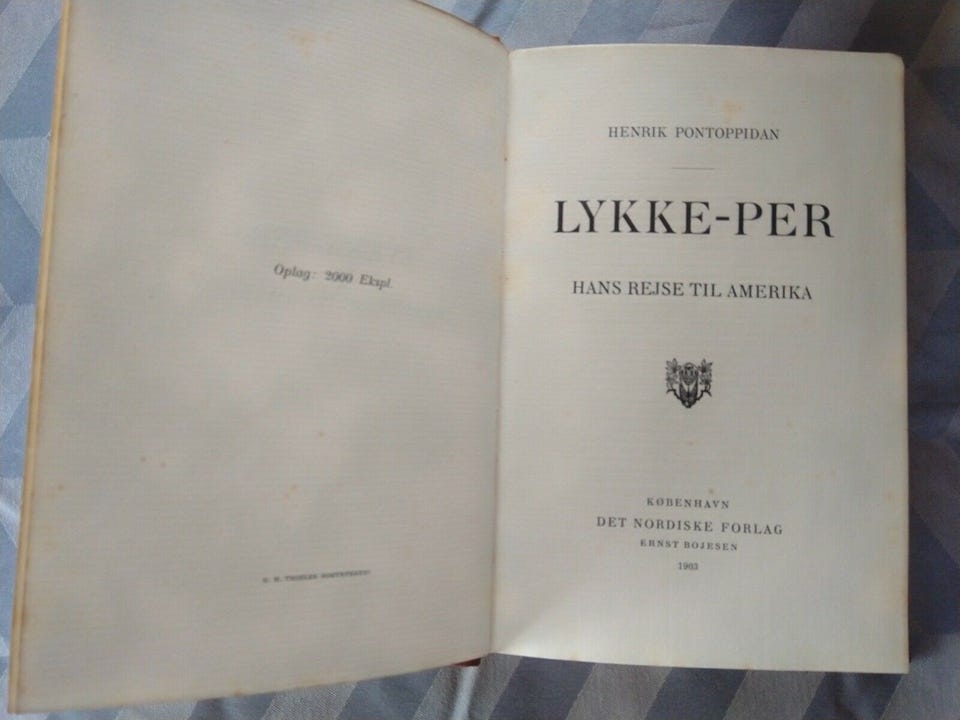 Oplag: 2000 Ekspl.
HENRIK PONTOPPIDAN
LYKKE-PER
HANS REJSE TIL AMERIKA
KØBENHAVN
DET NORDISKE FORLAG
ERNST BOJESEN
1903